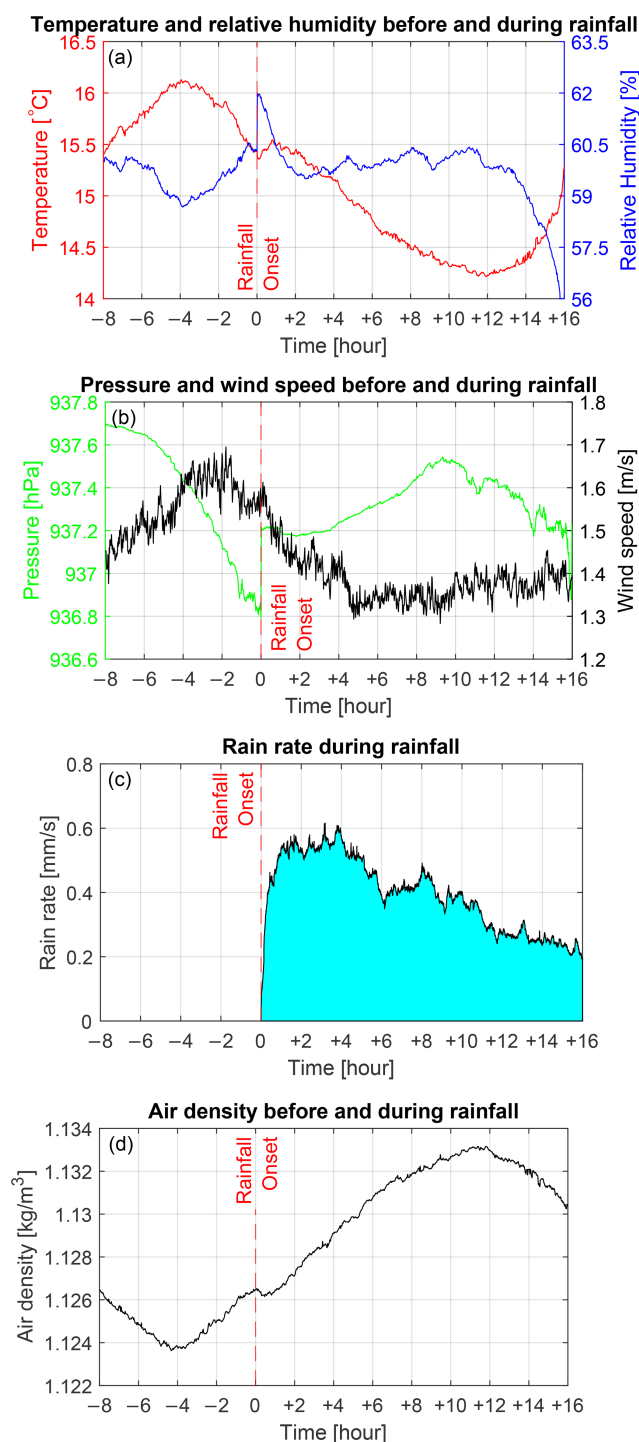 Temperature and relative humidity before and during rainfall
(a)
16.5
16
15.5
15
14.5
14
Temperature [°C]
63.5
62
60.5
59
57.5
56
Relative Humidity [%]
Rainfall
Onset
−8 −6 −4 −2 0 +2 +4 +6 +8 +10 +12 +14 +16
Time [hour]
Pressure and wind speed before and during rainfall
(b)
937.8
937.6
937.4
937.2
937
936.8
936.6
Pressure [hPa]
1.8
1.7
1.6
1.5
1.4
1.3
1.2
Wind speed [m/s]
Rainfall
Onset
−8 −6 −4 −2 0 +2 +4 +6 +8 +10 +12 +14 +16
Time [hour]
Rain rate during rainfall
(c)
0.8
0.6
0.4
0.2
0
Rain rate [mm/s]
Rainfall
Onset
−8 −6 −4 −2 0 +2 +4 +6 +8 +10 +12 +14 +16
Time [hour]
Air density before and during rainfall
(d)
1.134
1.132
1.13
1.128
1.126
1.124
1.122
Air density [kg/m³]
Rainfall
Onset
−8 −6 −4 −2 0 +2 +4 +6 +8 +10 +12 +14 +16
Time [hour]